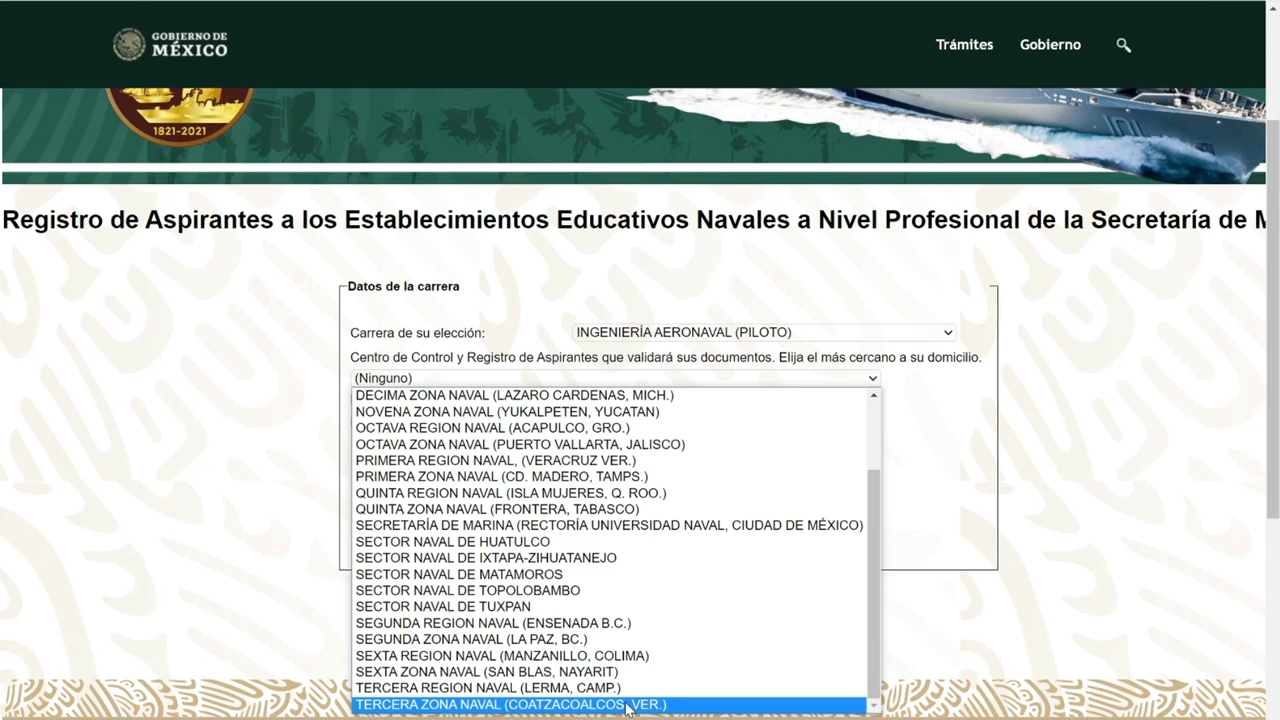 GOBIERNO DE
MÉXICO
Trámites
Gobierno
1821-2021
101
Registro de Aspirantes a los Establecimientos Educativos Navales a Nivel Profesional de la Secretaría de M
Datos de la carrera
Carrera de su elección:
INGENIERÍA AERONAVAL (PILOTO)
Centro de Control y Registro de Aspirantes que validará sus documentos. Elija el más cercano a su domicilio.
(Ninguno)
DECIMA ZONA NAVAL (LAZARO CARDENAS, MICH.)
NOVENA ZONA NAVAL (YUKALPETEN, YUCATAN)
OCTAVA REGION NAVAL (ACAPULCO, GRO.)
OCTAVA ZONA NAVAL (PUERTO VALLARTA, JALISCO)
PRIMERA REGION NAVAL, (VERACRUZ VER.)
PRIMERA ZONA NAVAL (CD. MADERO, TAMPS.)
QUINTA REGION NAVAL (ISLA MUJERES, Q. ROO.)
QUINTA ZONA NAVAL (FRONTERA, TABASCO)
SECRETARÍA DE MARINA (RECTORÍA UNIVERSIDAD NAVAL, CIUDAD DE MÉXICO)
SECTOR NAVAL DE HUATULCO
SECTOR NAVAL DE IXTAPA-ZIHUATANEJO
SECTOR NAVAL DE MATAMOROS
SECTOR NAVAL DE TOPOLOBAMBO
SECTOR NAVAL DE TUXPAN
SEGUNDA REGION NAVAL (ENSENADA B.C.)
SEGUNDA ZONA NAVAL (LA PAZ, BC.)
SEXTA REGION NAVAL (MANZANILLO, COLIMA)
SEXTA ZONA NAVAL (SAN BLAS, NAYARIT)
TERCERA REGION NAVAL (LERMA, CAMP.)
TERCERA ZONA NAVAL (COATZACOALCOS, VER.)